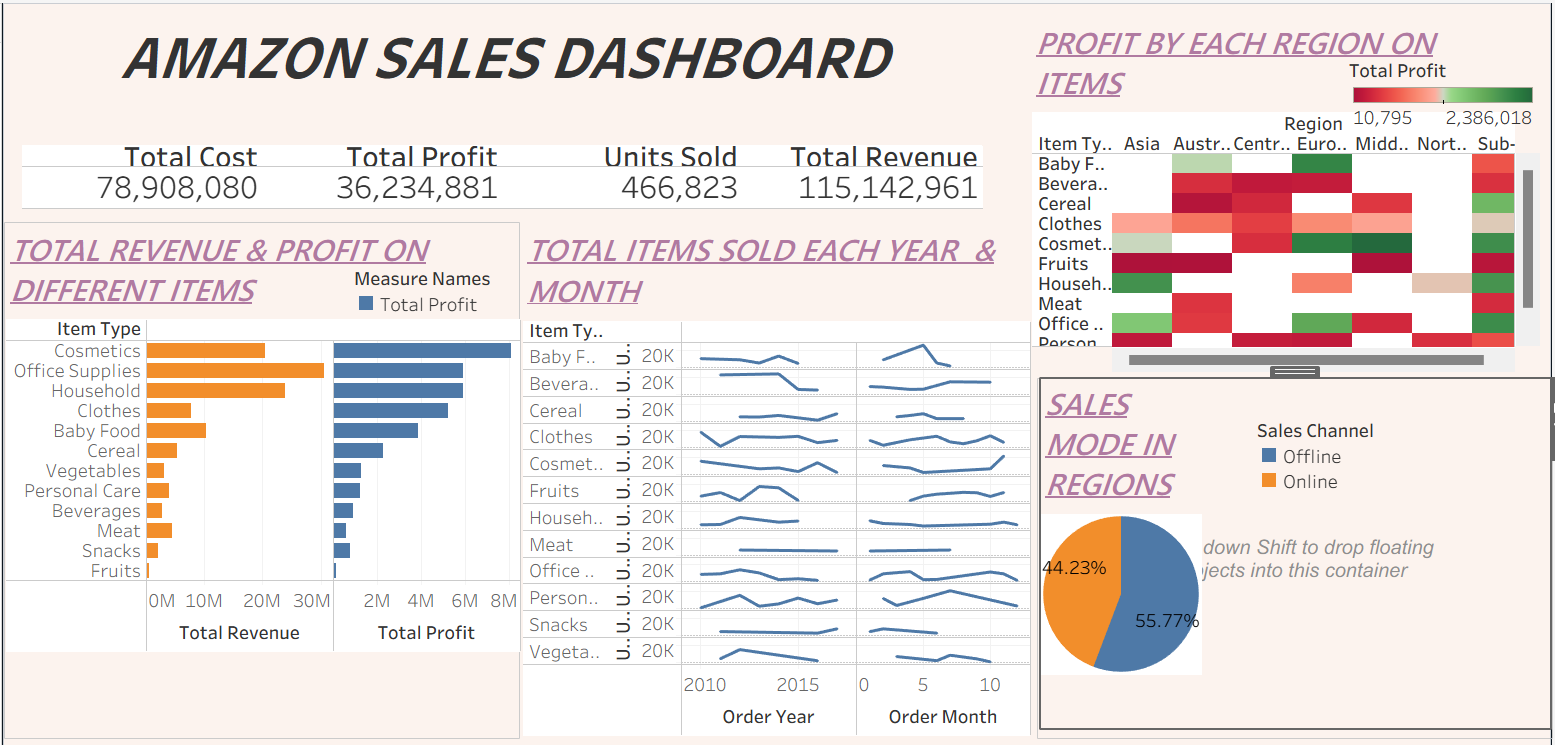 AMAZON SALES DASHBOARD
Total Cost Total Profit Units Sold Total Revenue
78,908,080 36,234,881 466,823 115,142,961
TOTAL REVENUE & PROFIT ON
DIFFERENT ITEMS
Measure Names
Total Profit
Item Type
Cosmetics
Office Supplies
Household
Clothes
Baby Food
Cereal
Vegetables
Personal Care
Beverages
Meat
Snacks
Fruits
0M 10M 20M 30M 2M 4M 6M 8M
Total Revenue Total Profit
TOTAL ITEMS SOLD EACH YEAR &
MONTH
Item Ty..
Baby F.. U.. 20K
Bevera.. U.. 20K
Cereal U.. 20K
Clothes U.. 20K
Cosmet.. U.. 20K
Fruits U.. 20K
Househ.. U.. 20K
Meat U.. 20K
Office .. U.. 20K
Person.. U.. 20K
Snacks U.. 20K
Vegeta.. U.. 20K
2010 2015 0 5 10
Order Year Order Month
PROFIT BY EACH REGION ON
ITEMS
Total Profit
10,795 2,386,018
Region
Item Ty.. Asia Austr.. Centr.. Euro.. Midd.. Nort.. Sub-
Baby F..
Bevera..
Cereal
Clothes
Cosmet..
Fruits
Househ..
Meat
Office ..
Person
SALES
MODE IN
REGIONS
Sales Channel
Offline
Online
44.23%
55.77%
down Shift to drop floating
jects into this container